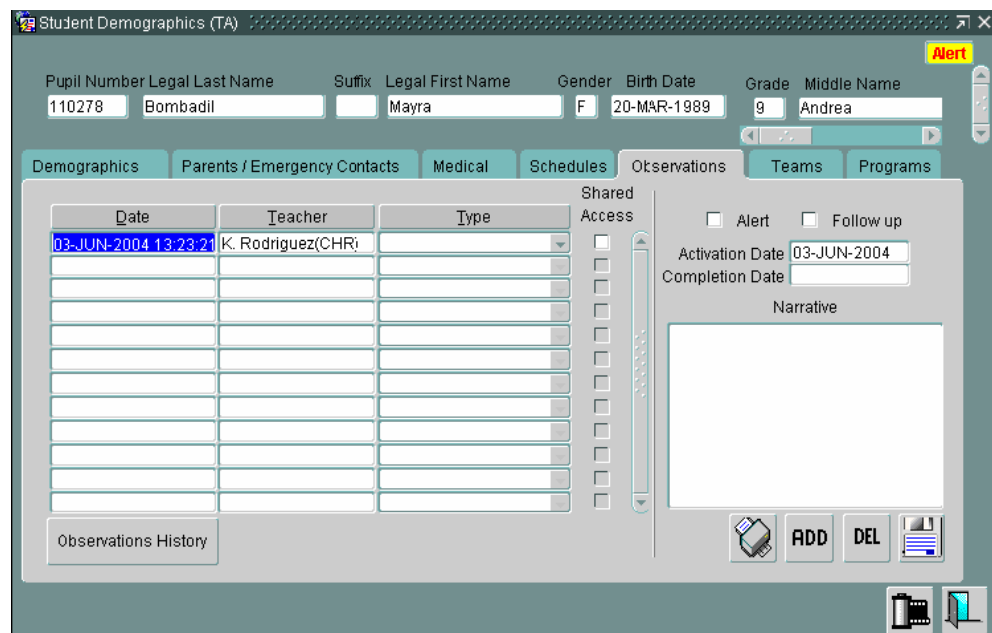 Student Demographics (TA)
Alert
Pupil Number Legal Last Name Suffix Legal First Name Gender Birth Date Grade Middle Name
110278 Bombadil Mayra F 20-MAR-1989 9 Andrea
Demographics Parents / Emergency Contacts Medical Schedules Observations Teams Programs
Shared
Date Teacher Type Access
Alert Follow up
03-JUN-2004 13:23:21 K. Rodriguez(CHR)
Activation Date 03-JUN-2004
Completion Date
Narrative
Observations History
ADD DEL